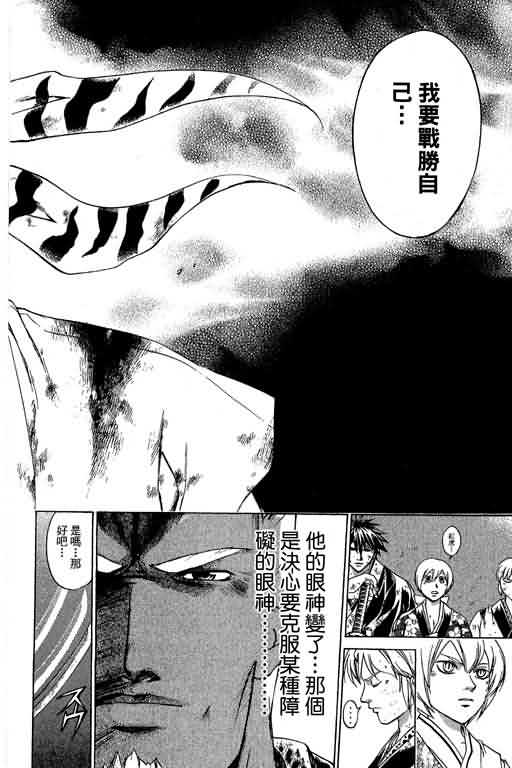 我要戰勝自
己…
他的眼神變了…那個
是決心要克服某種障
礙的眼神…………
是嗎…那
好吧…
スウ